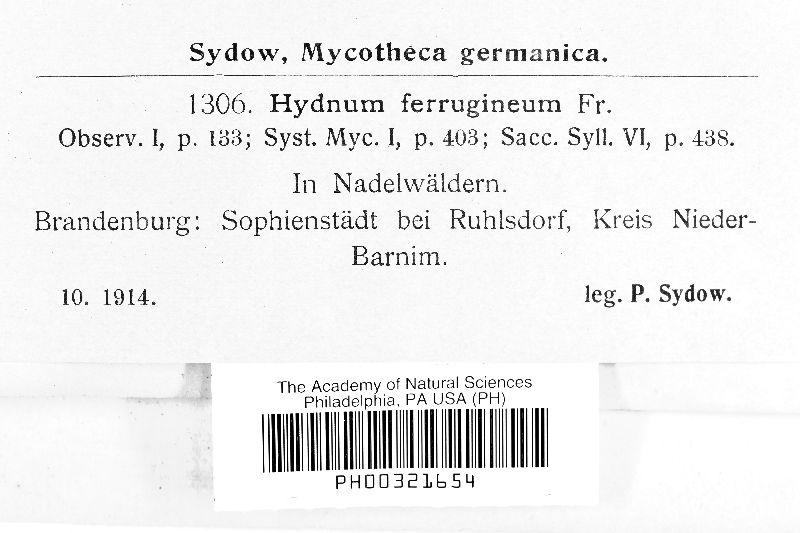 Sydow, Mycotheca germanica.
1306. Hydnum ferrugineum Fr.
Observ. I, p. 133; Syst. Myc. I, p. 403; Sacc. Syll. VI, p. 438.
In Nadelwäldern.
Brandenburg: Sophienstädt bei Ruhlsdorf, Kreis Nieder-
Barnim.
10. 1914. leg. P. Sydow.
The Academy of Natural Sciences
Philadelphia, PA USA (PH)
PH00321654